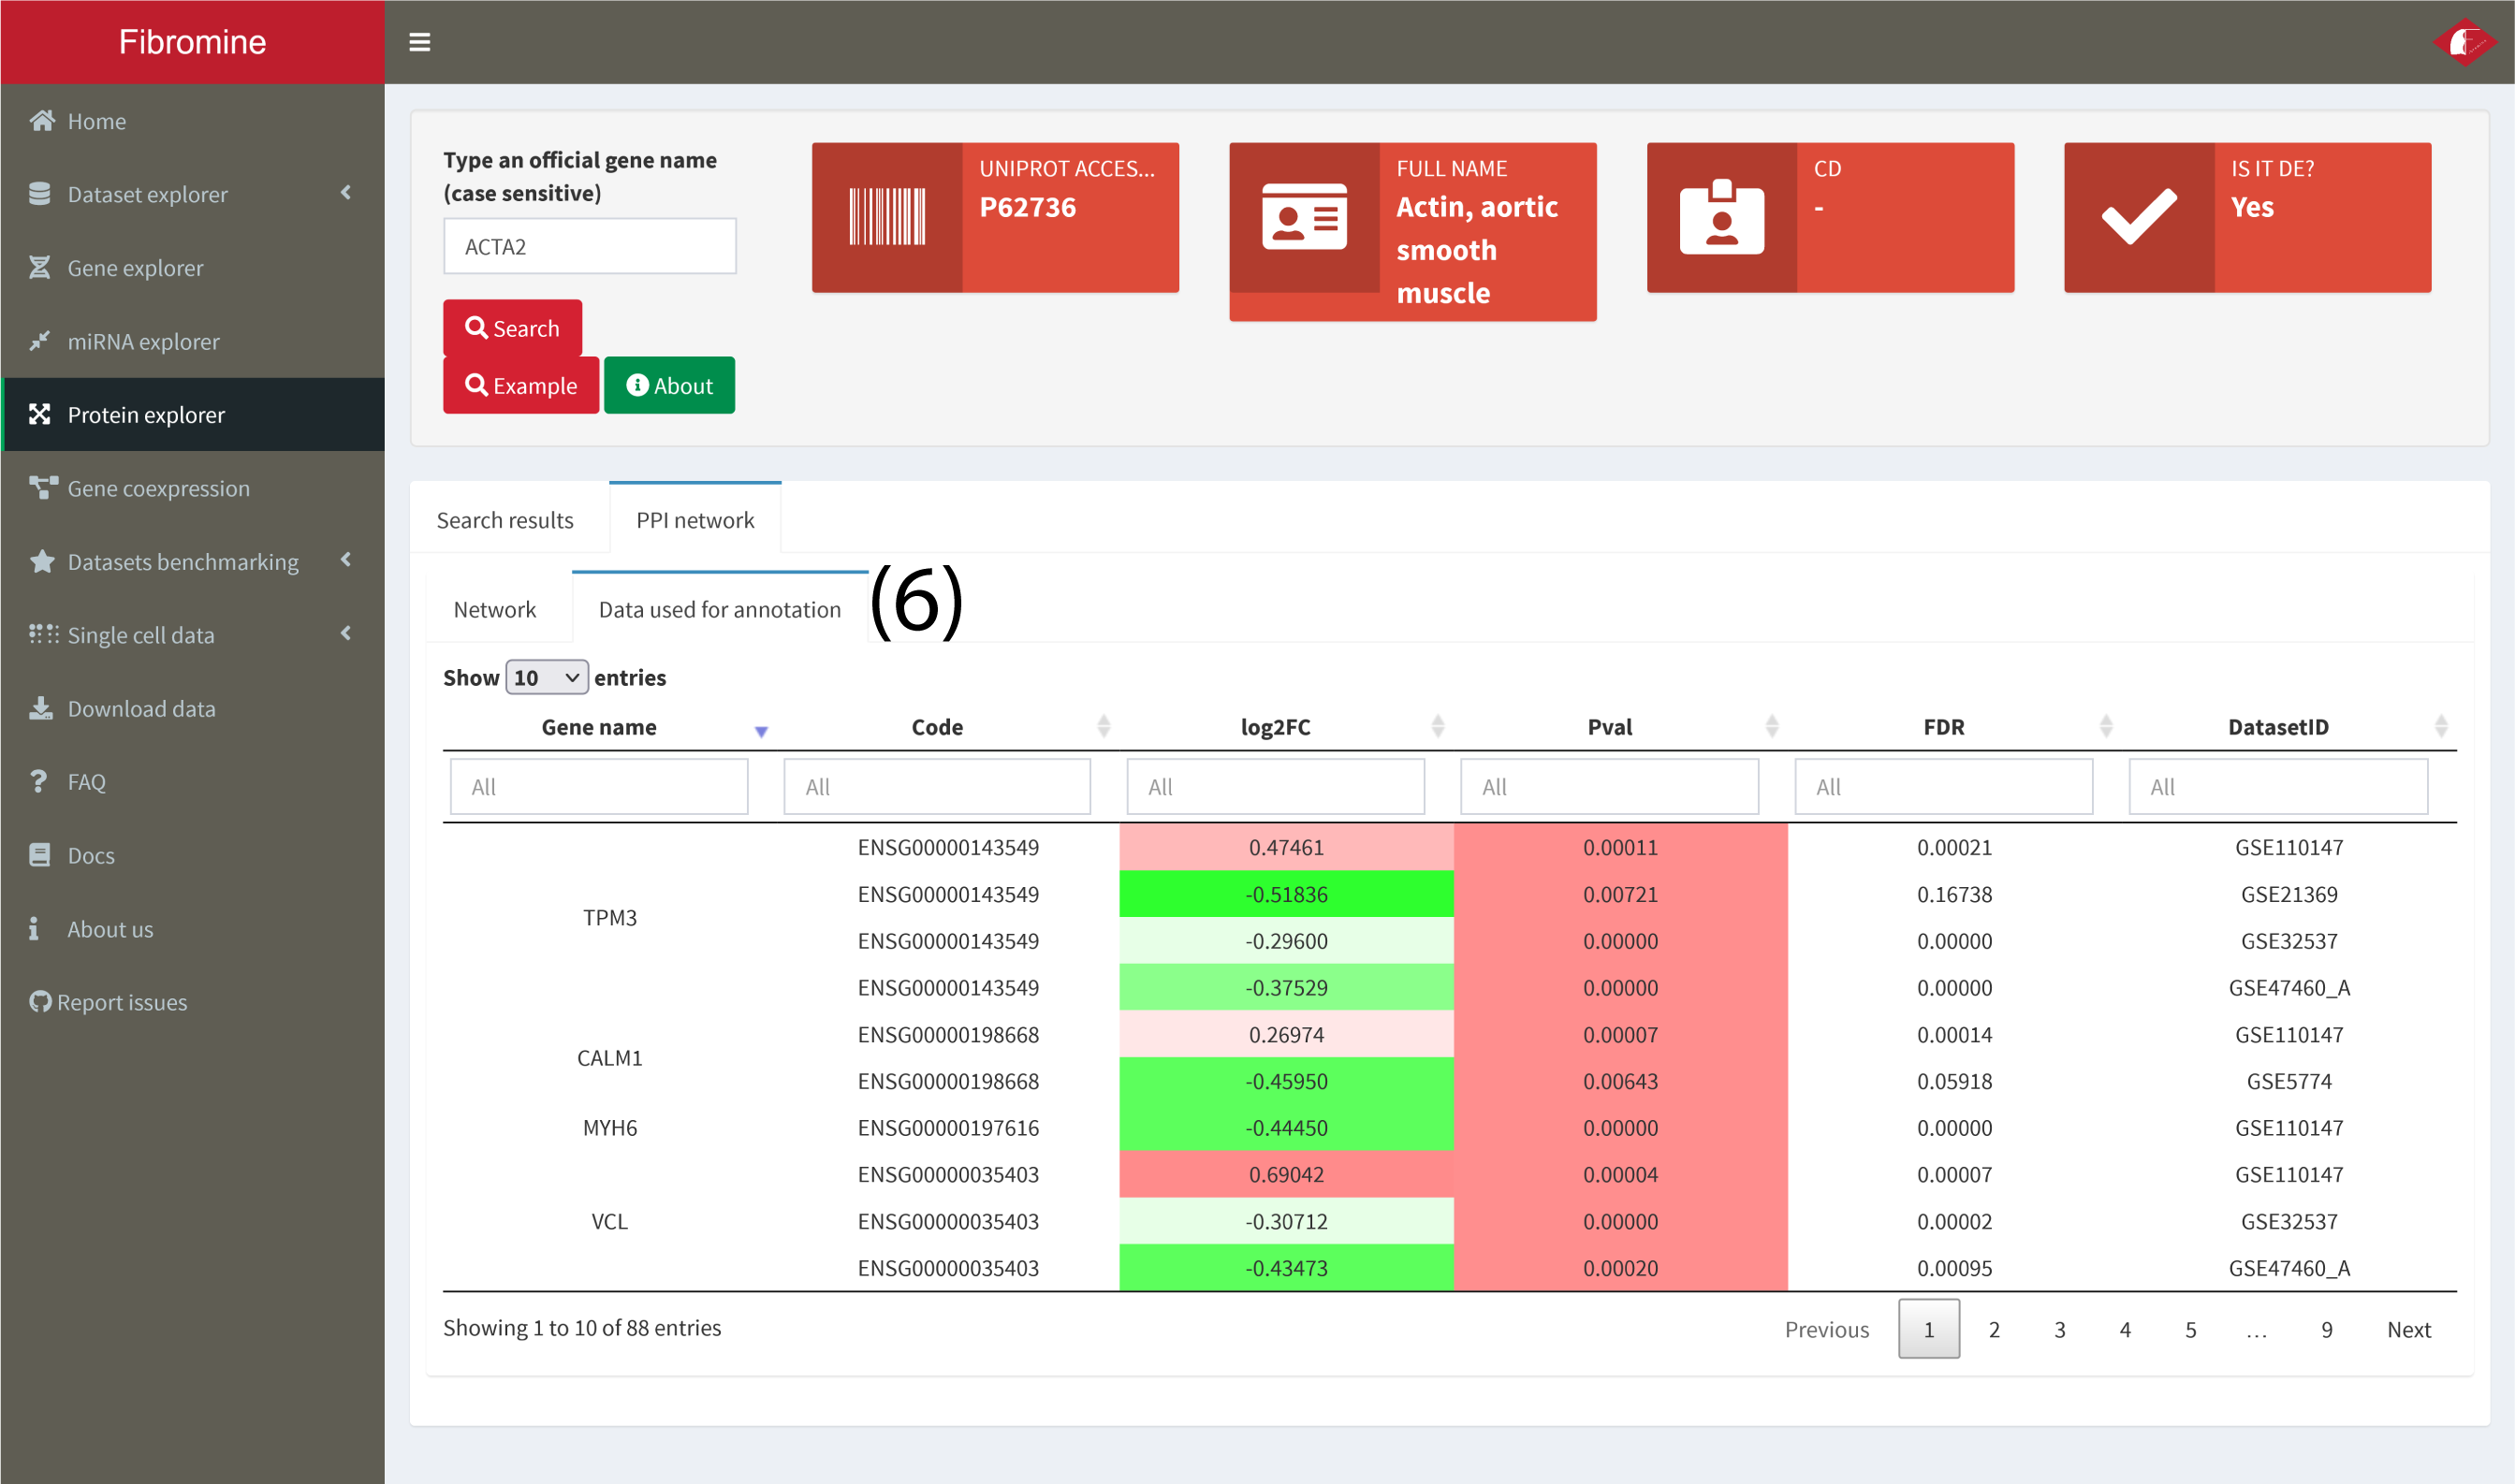 Fibromine
Home
Dataset explorer
Gene explorer
miRNA explorer
Protein explorer
Gene coexpression
Datasets benchmarking
Single cell data
Download data
FAQ
Docs
About us
Report issues
Type an official gene name
(case sensitive)
ACTA2
Search
Example About
UNIPROT ACCES...
P62736
FULL NAME
Actin, aortic
smooth
muscle
CD
-
IS IT DE?
Yes
Search results PPI network
Network Data used for annotation (6)
Show 10 entries
Gene name Code log2FC Pval FDR DatasetID
All All All All All All
ENSG00000143549 0.47461 0.00011 0.00021 GSE110147
ENSG00000143549 -0.51836 0.00721 0.16738 GSE21369
TPM3
ENSG00000143549 -0.29600 0.00000 0.00000 GSE32537
ENSG00000143549 -0.37529 0.00000 0.00000 GSE47460_A
ENSG00000198668 0.26974 0.00007 0.00014 GSE110147
CALM1
ENSG00000198668 -0.45950 0.00643 0.05918 GSE5774
MYH6 ENSG00000197616 -0.44450 0.00000 0.00000 GSE110147
ENSG00000035403 0.69042 0.00004 0.00007 GSE110147
VCL ENSG00000035403 -0.30712 0.00000 0.00002 GSE32537
ENSG00000035403 -0.43473 0.00020 0.00095 GSE47460_A
Showing 1 to 10 of 88 entries
Previous 1 2 3 4 5 ... 9 Next